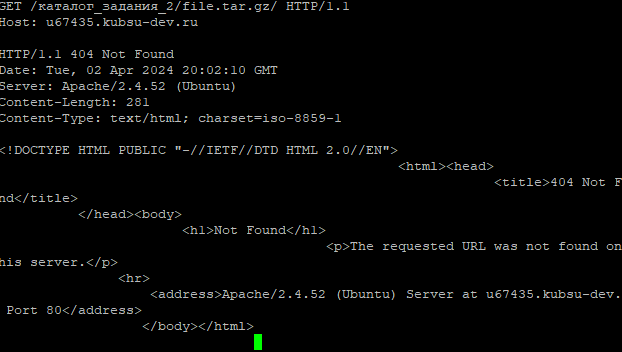 GET /каталог_задания_2/file.tar.gz/ HTTP/1.1
Host: u67435.kubsu-dev.ru
HTTP/1.1 404 Not Found
Date: Tue, 02 Apr 2024 20:02:10 GMT
Server: Apache/2.4.52 (Ubuntu)
Content-Length: 281
Content-Type: text/html; charset=iso-8859-1
<!DOCTYPE HTML PUBLIC "-//IETF//DTD HTML 2.0//EN">
<html><head>
<title>404 Not F
nd</title>
</head><body>
<h1>Not Found</h1>
<p>The requested URL was not found on
his server.</p>
<hr>
<address>Apache/2.4.52 (Ubuntu) Server at u67435.kubsu-dev.
Port 80</address>
</body></html>